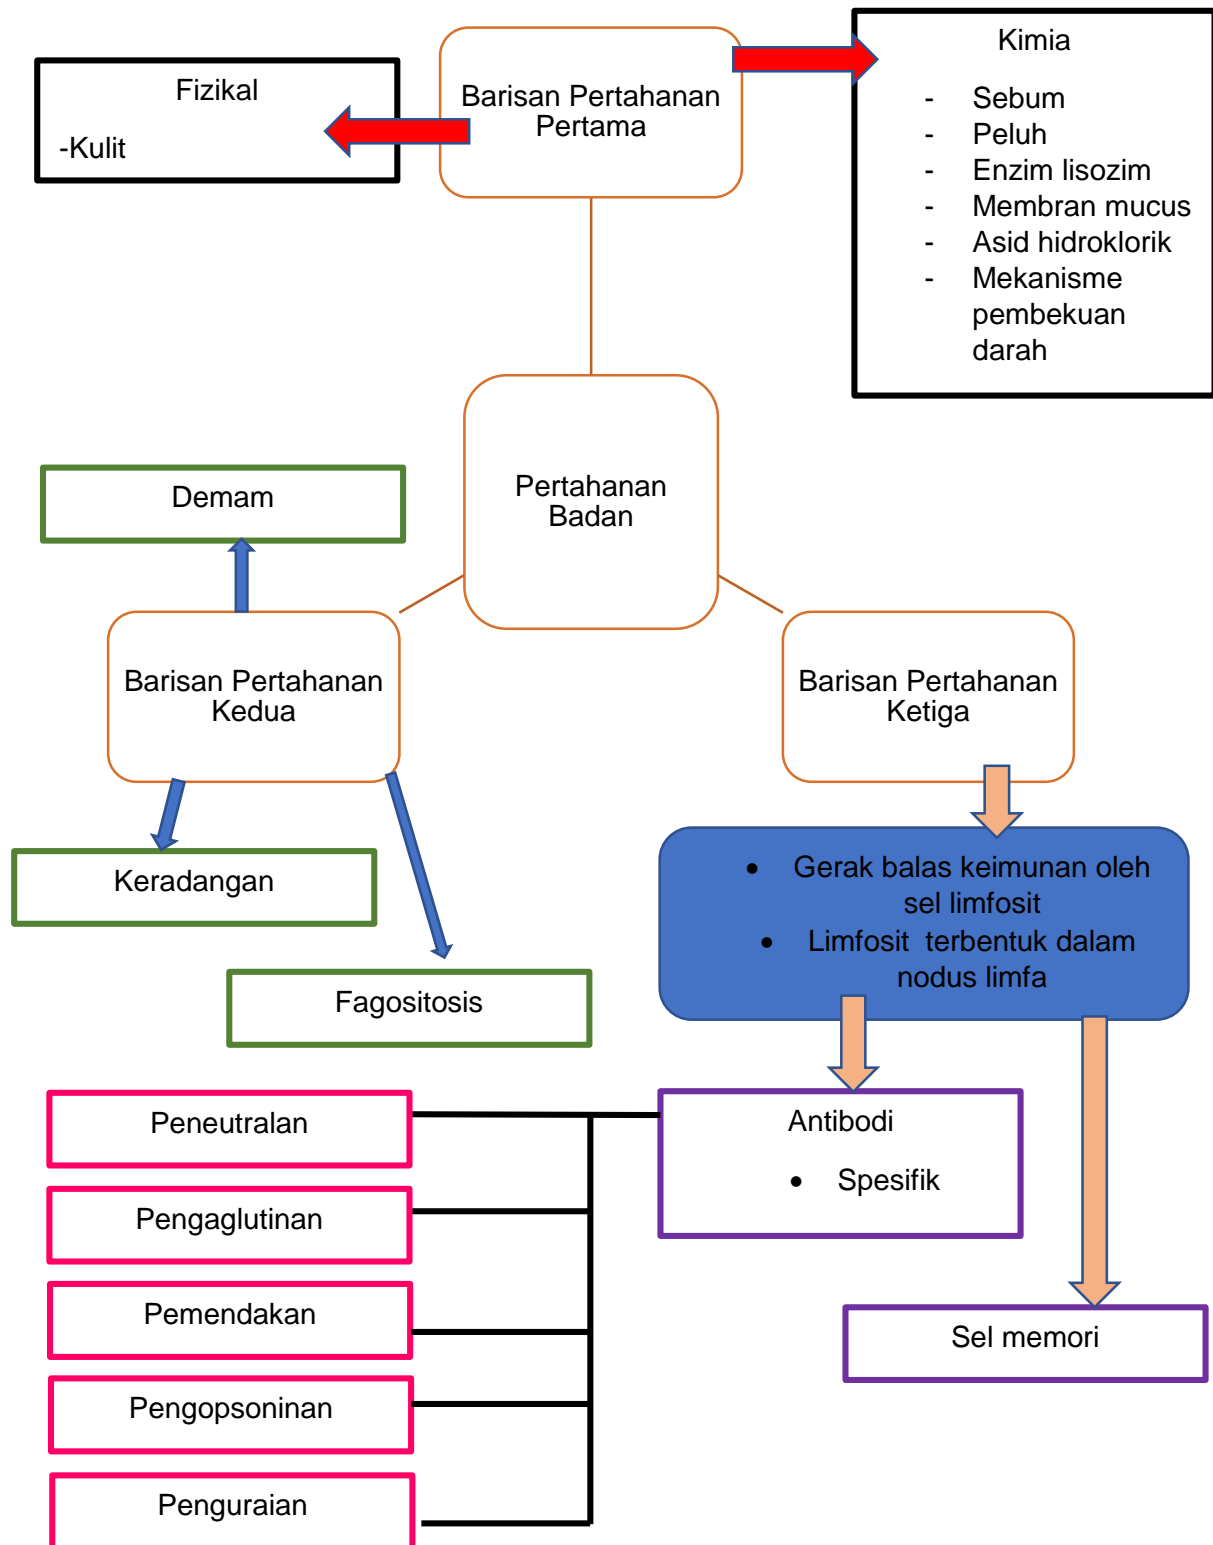 Barisan Pertahanan
Pertama
Fizikal
-Kulit
Kimia
- Sebum
- Peluh
- Enzim lisozim
- Membran mucus
- Asid hidroklorik
- Mekanisme
pembekuan
darah
Pertahanan
Badan
Demam
Barisan Pertahanan
Kedua
Keradangan
Fagositosis
Barisan Pertahanan
Ketiga
• Gerak balas keimunan oleh
sel limfosit
• Limfosit terbentuk dalam
nodus limfa
Antibodi
• Spesifik
Sel memori
Peneutralan
Pengaglutinan
Pemendakan
Pengopsoninan
Penguraian